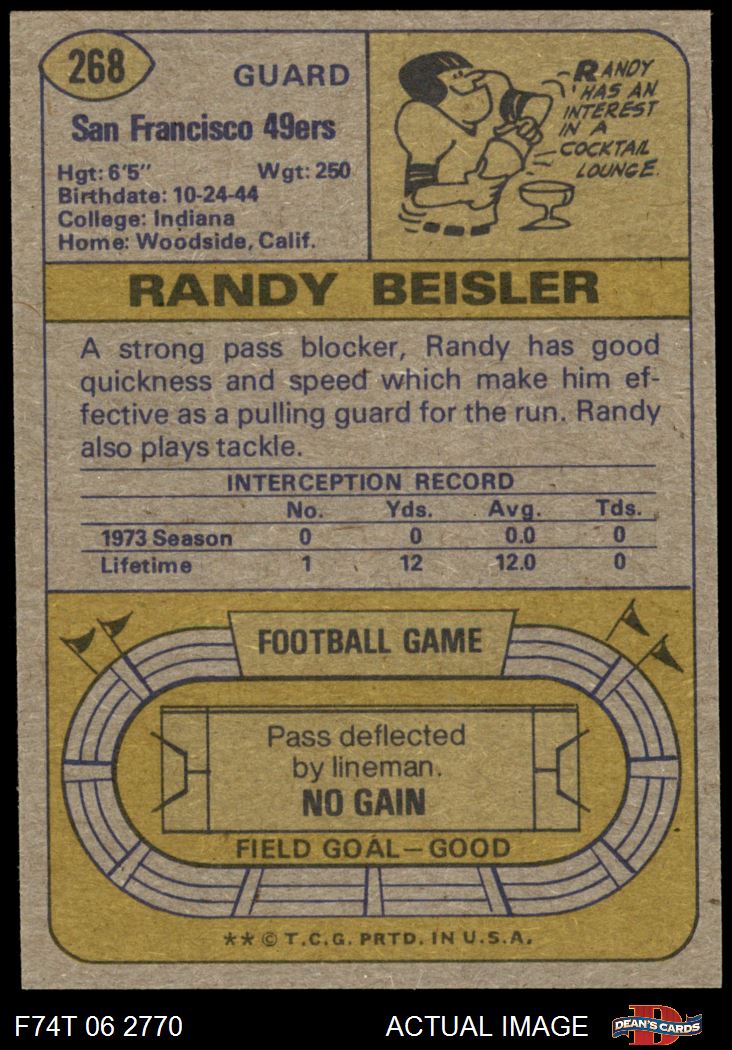 268
GUARD
San Francisco 49ers
Hgt: 6'5" Wgt: 250
Birthdate: 10-24-44
College: Indiana
Home: Woodside, Calif.
RANDY
HAS AN
INTEREST
IN A
COCKTAIL
LOUNGE.
RANDY BEISLER
A strong pass blocker, Randy has good
quickness and speed which make him ef-
fective as a pulling guard for the run. Randy
also plays tackle.
INTERCEPTION RECORD
No. Yds. Avg. Tds.
1973 Season 0 0 0.0 0
Lifetime 1 12 12.0 0
FOOTBALL GAME
Pass deflected
by lineman.
NO GAIN
FIELD GOAL—GOOD
** © T.C.G. PRTD. IN U.S.A.
F74T 06 2770 ACTUAL IMAGE
D
DEAN'S CARDS